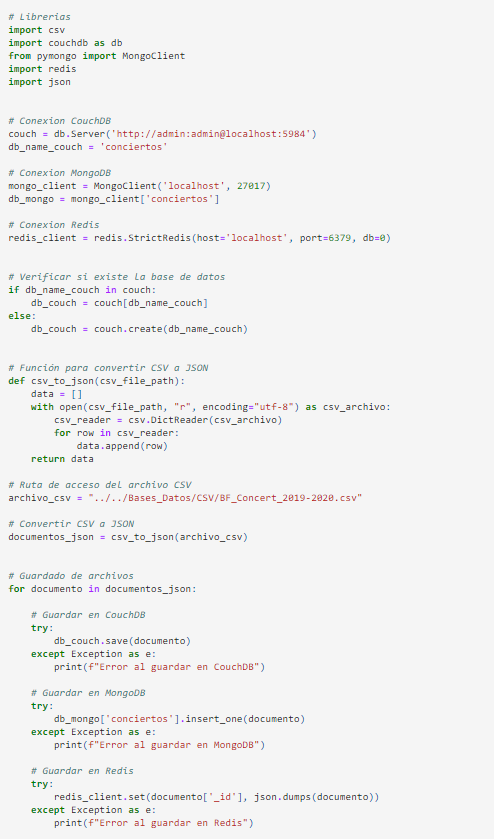 # Librerías
import csv
import couchdb as db
from pymongo import MongoClient
import redis
import json
# Conexion CouchDB
couch = db.Server('http://admin:admin@localhost:5984')
db_name_couch = 'conciertos'
# Conexion MongoDB
mongo_client = MongoClient('localhost', 27017)
db_mongo = mongo_client['conciertos']
# Conexion Redis
redis_client = redis.StrictRedis(host='localhost', port=6379, db=0)
# Verificar si existe la base de datos
if db_name_couch in couch:
    db_couch = couch[db_name_couch]
else:
    db_couch = couch.create(db_name_couch)
# Función para convertir CSV a JSON
def csv_to_json(csv_file_path):
    data = []
    with open(csv_file_path, "r", encoding="utf-8") as csv_archivo:
        csv_reader = csv.DictReader(csv_archivo)
        for row in csv_reader:
            data.append(row)
    return data
# Ruta de acceso del archivo CSV
archivo_csv = "../../Bases_Datos/CSV/BF_Concert_2019-2020.csv"
# Convertir CSV a JSON
documentos_json = csv_to_json(archivo_csv)
# Guardado de archivos
for documento in documentos_json:
    # Guardar en CouchDB
    try:
        db_couch.save(documento)
    except Exception as e:
        print(f"Error al guardar en CouchDB")
    # Guardar en MongoDB
    try:
        db_mongo['conciertos'].insert_one(documento)
    except Exception as e:
        print(f"Error al guardar en MongoDB")
    # Guardar en Redis
    try:
        redis_client.set(documento['_id'], json.dumps(documento))
    except Exception as e:
        print(f"Error al guardar en Redis")